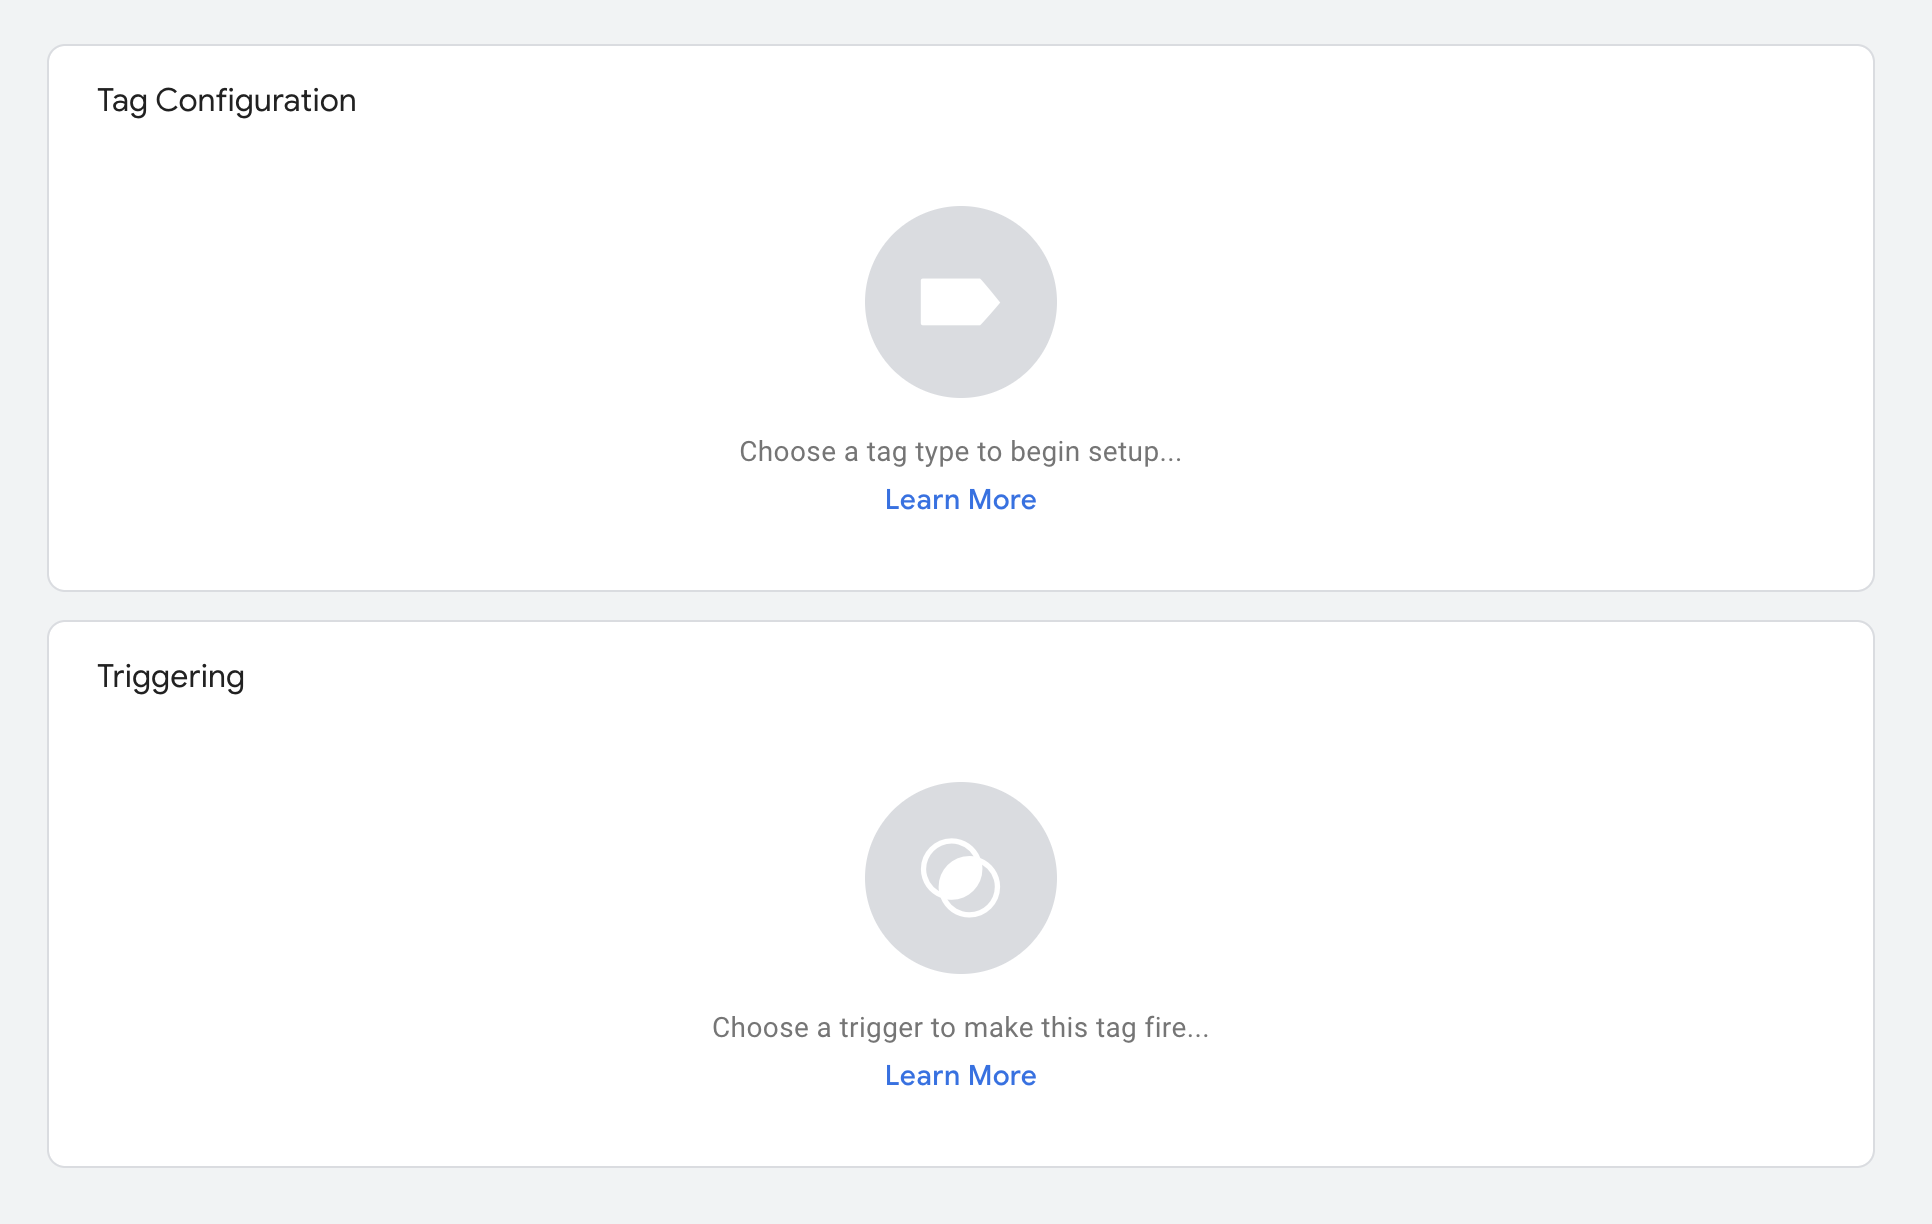 Tag Configuration
Choose a tag type to begin setup...
Learn More
Triggering
Choose a trigger to make this tag fire...
Learn More